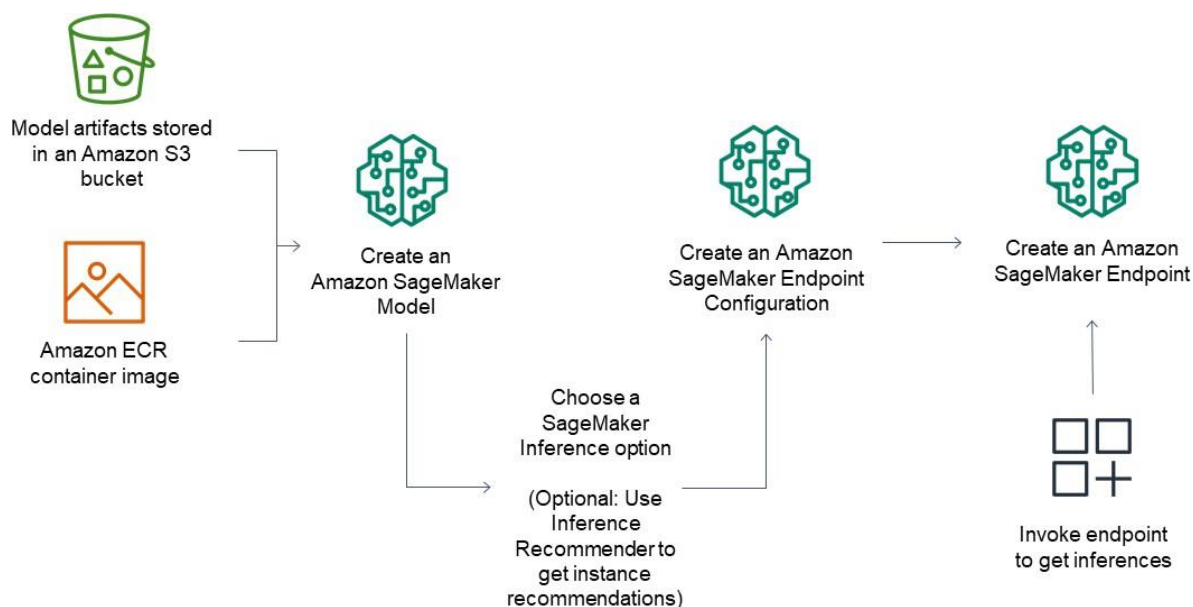 Model artifacts stored
in an Amazon S3
bucket
Amazon ECR
container image
Create an
Amazon SageMaker
Model
Choose a
SageMaker
Inference option
(Optional: Use
Inference
Recommender to
get instance
recommendations)
Create an Amazon
SageMaker Endpoint
Configuration
Create an Amazon
SageMaker Endpoint
Invoke endpoint
to get inferences